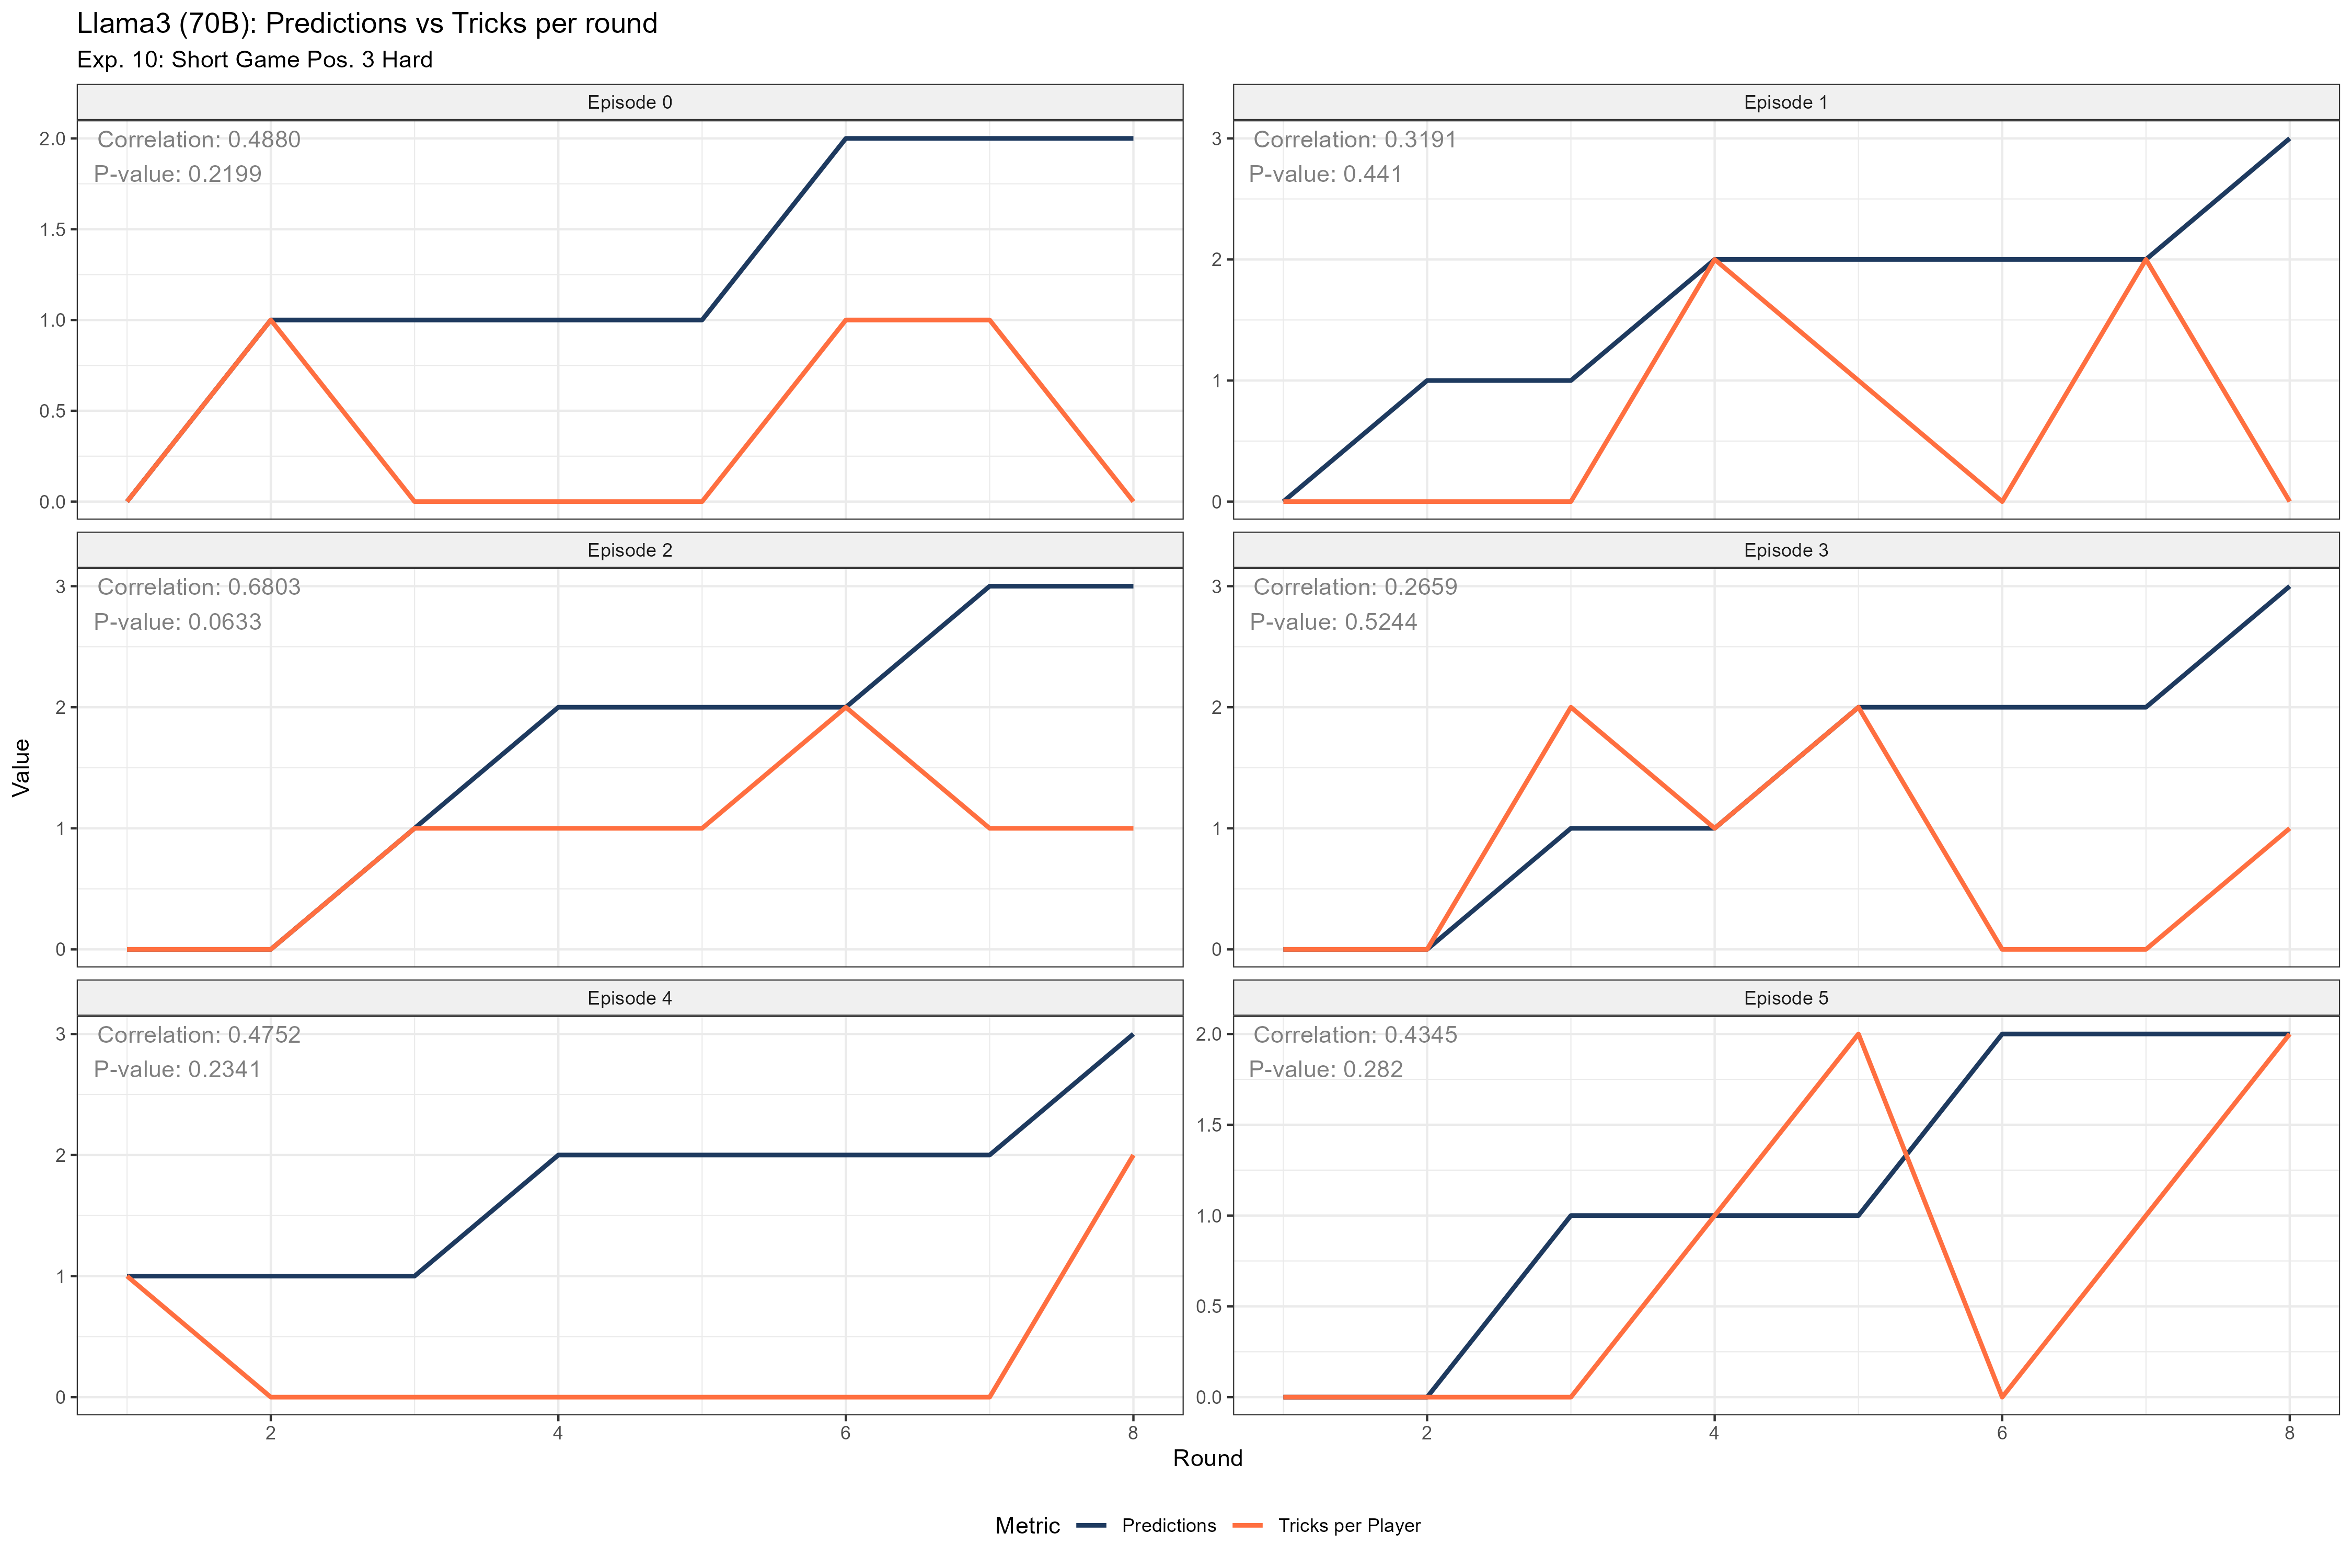 Llama3 (70B): Predictions vs Tricks per round
Exp. 10: Short Game Pos. 3 Hard
Episode 0
Correlation: 0.4880
P-value: 0.2199
2.0
1.5
1.0
0.5
0.0
Episode 1
Correlation: 0.3191
P-value: 0.441
3
2
1
0
Episode 2
Correlation: 0.6803
P-value: 0.0633
3
2
1
0
Episode 3
Correlation: 0.2659
P-value: 0.5244
3
2
1
0
Episode 4
Correlation: 0.4752
P-value: 0.2341
3
2
1
0
2 4 6 8
Episode 5
Correlation: 0.4345
P-value: 0.282
2.0
1.5
1.0
0.5
0.0
2 4 6 8
Value
Round
Metric Predictions Tricks per Player